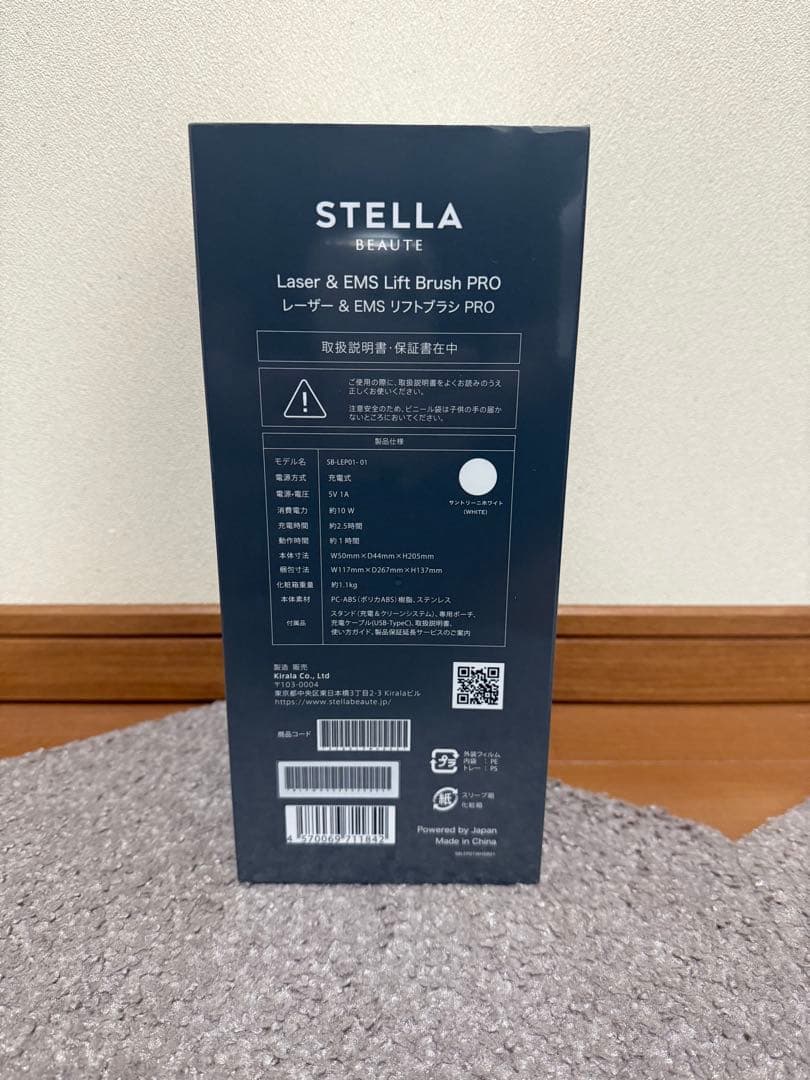 STELLA
BEAUTE
Laser & EMS Lift Brush PRO
レーザー & EMS リフトブラシ PRO
取扱説明書・保証書在中
ご使用の際に、取扱説明書をよくお読みのうえ
正しくお使いください。
注意安全のため、ビニール袋は子供の手の届か
ないところにおいてください。
製品仕様
モデル名 SB-LEP01-01
電源方式 充電式
電源・電圧 5V 1A
消費電力 約10 W
充電時間 約2.5時間
動作時間 約1時間
本体寸法 W50mm×D44mm×H205mm
梱包寸法 W117mm×D267mm×H137mm
化粧箱重量 約1.1kg
本体素材 PC-ABS（ポリカABS）樹脂、ステンレス
付属品 スタンド（充電&クリーンシステム）、専用ポーチ、
充電ケーブル(USB-TypeC)、取扱説明書、
使い方ガイド、製品保証延長サービスのご案内
サントリーニホワイト
(WHITE)
製造 販売
Kirala Co., Ltd
〒103-0004
東京都中央区東日本橋3丁目2-3 Kiralaビル
https://www.stellabeaute.jp/
商品コード
4 570069 711842
プラ
外装フィルム
内袋 : PE
トレー : PS
紙
スリーブ箱
化粧箱
Powered by Japan
Made in China